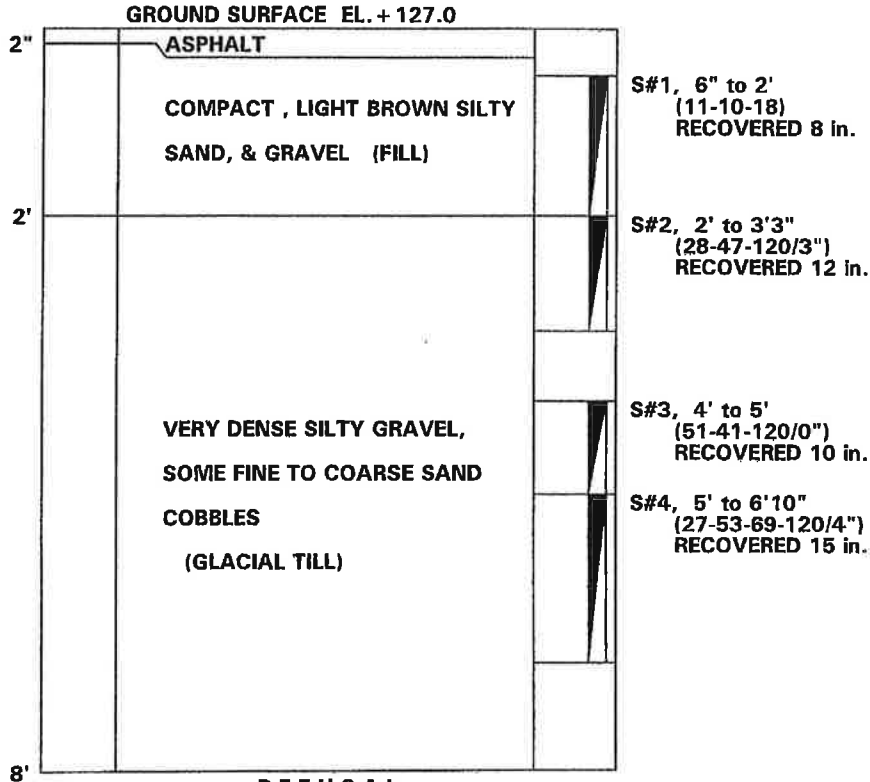 GROUND SURFACE EL. + 127.0
2"
ASPHALT
S#1, 6" to 2'
(11-10-18)
RECOVERED 8 in.
COMPACT , LIGHT BROWN SILTY
SAND, & GRAVEL (FILL)
2'
S#2, 2' to 3'3"
(28-47-120/3")
RECOVERED 12 in.
S#3, 4' to 5'
(51-41-120/0")
RECOVERED 10 in.
VERY DENSE SILTY GRAVEL,
SOME FINE TO COARSE SAND
COBBLES
(GLACIAL TILL)
S#4, 5' to 6'10"
(27-53-69-120/4")
RECOVERED 15 in.
8'